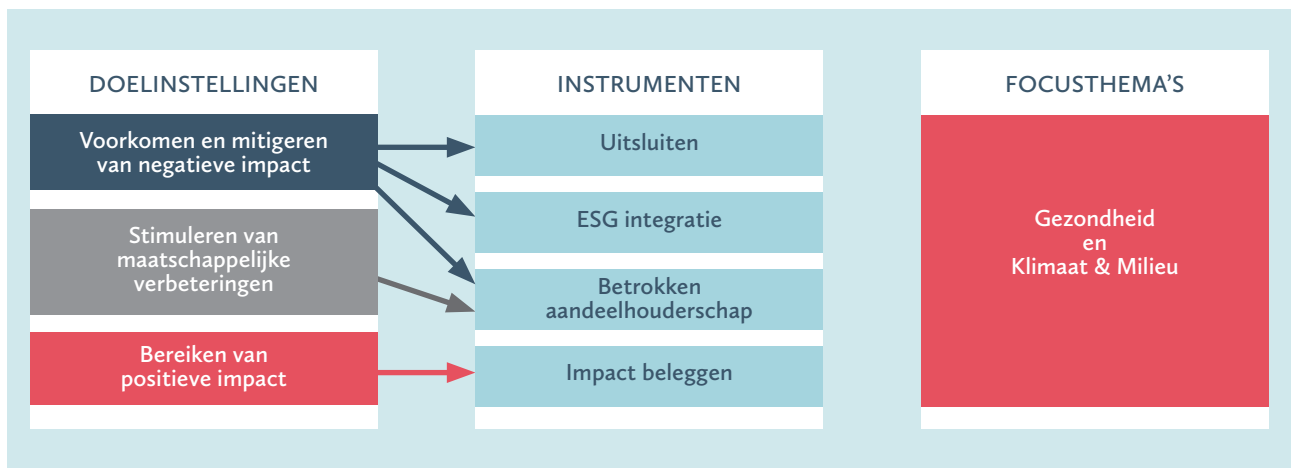 DOELINSTELLINGEN
Voorkomen en mitigeren
van negatieve impact
Stimuleren van
maatschappelijke
verbeteringen
Bereiken van
positieve impact
INSTRUMENTEN
Uitsluiten
ESG integratie
Betrokken
aandeelhouderschap
Impact beleggen
FOCUSTHEMA’S
Gezondheid
en
Klimaat & Milieu